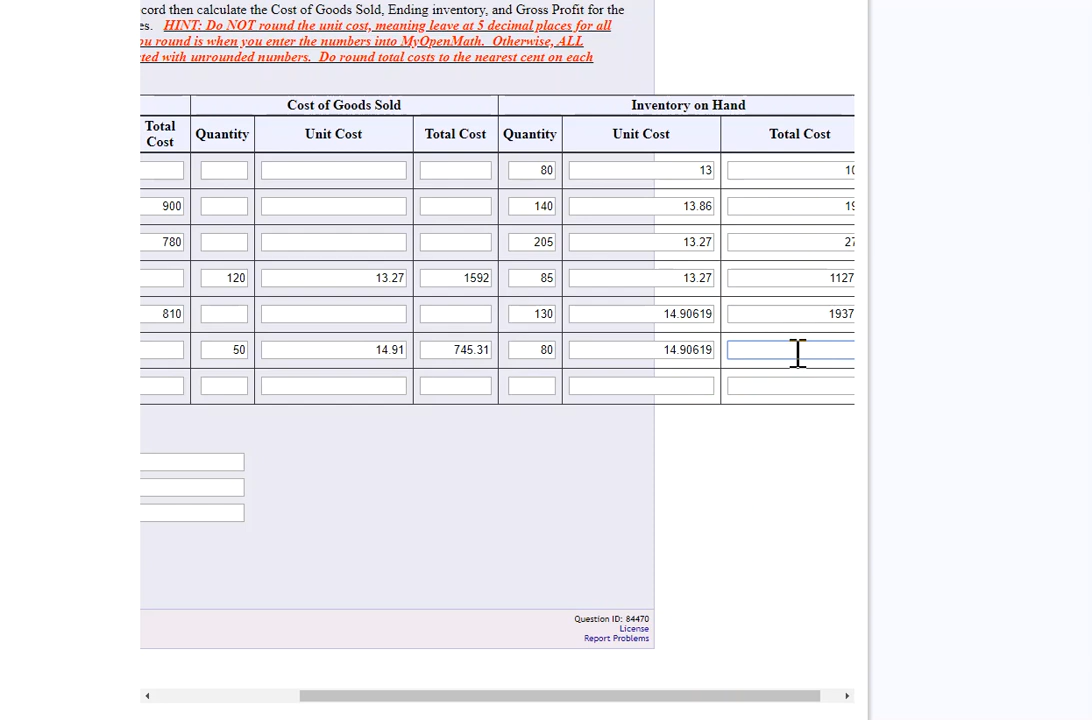 cord then calculate the Cost of Goods Sold, Ending inventory, and Gross Profit for the
es. HINT: Do NOT round the unit cost, meaning leave at 5 decimal places for all
ou round is when you enter the numbers into MyOpenMath. Otherwise, ALL
ted with unrounded numbers. Do round total costs to the nearest cent on each
Cost of Goods Sold Inventory on Hand
Total Cost Quantity Unit Cost Total Cost Quantity Unit Cost Total Cost
80 13 10
900 140 13.86 19
780 205 13.27 27
120 13.27 1592 85 13.27 1127
810 130 14.90619 1937
50 14.91 745.31 80 14.90619
Question ID: 84470
License
Report Problems